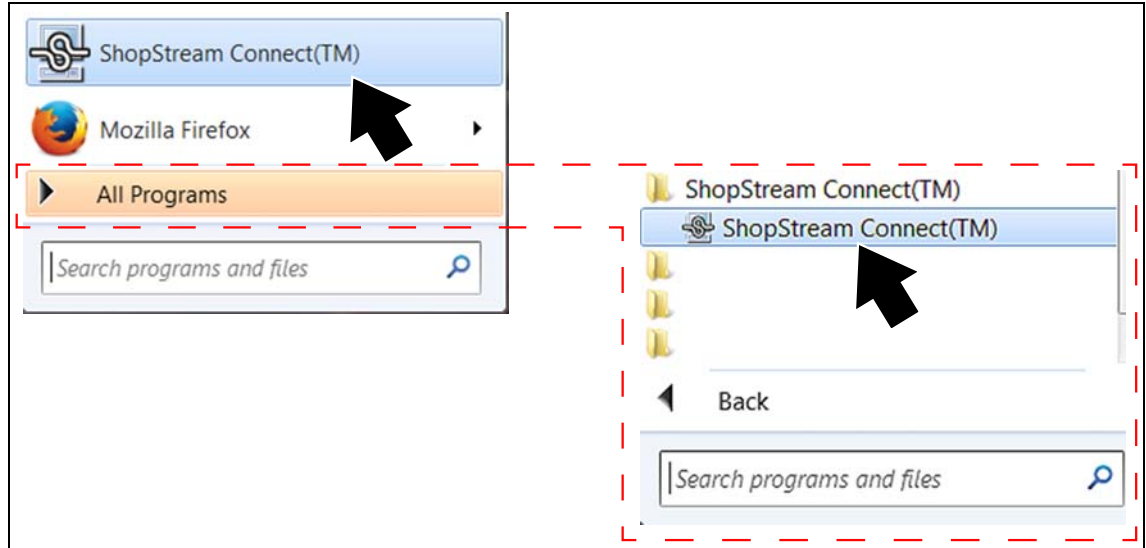 ShopStream Connect(TM)
Mozilla Firefox
All Programs
Search programs and files
ShopStream Connect(TM)
ShopStream Connect(TM)
Back
Search programs and files